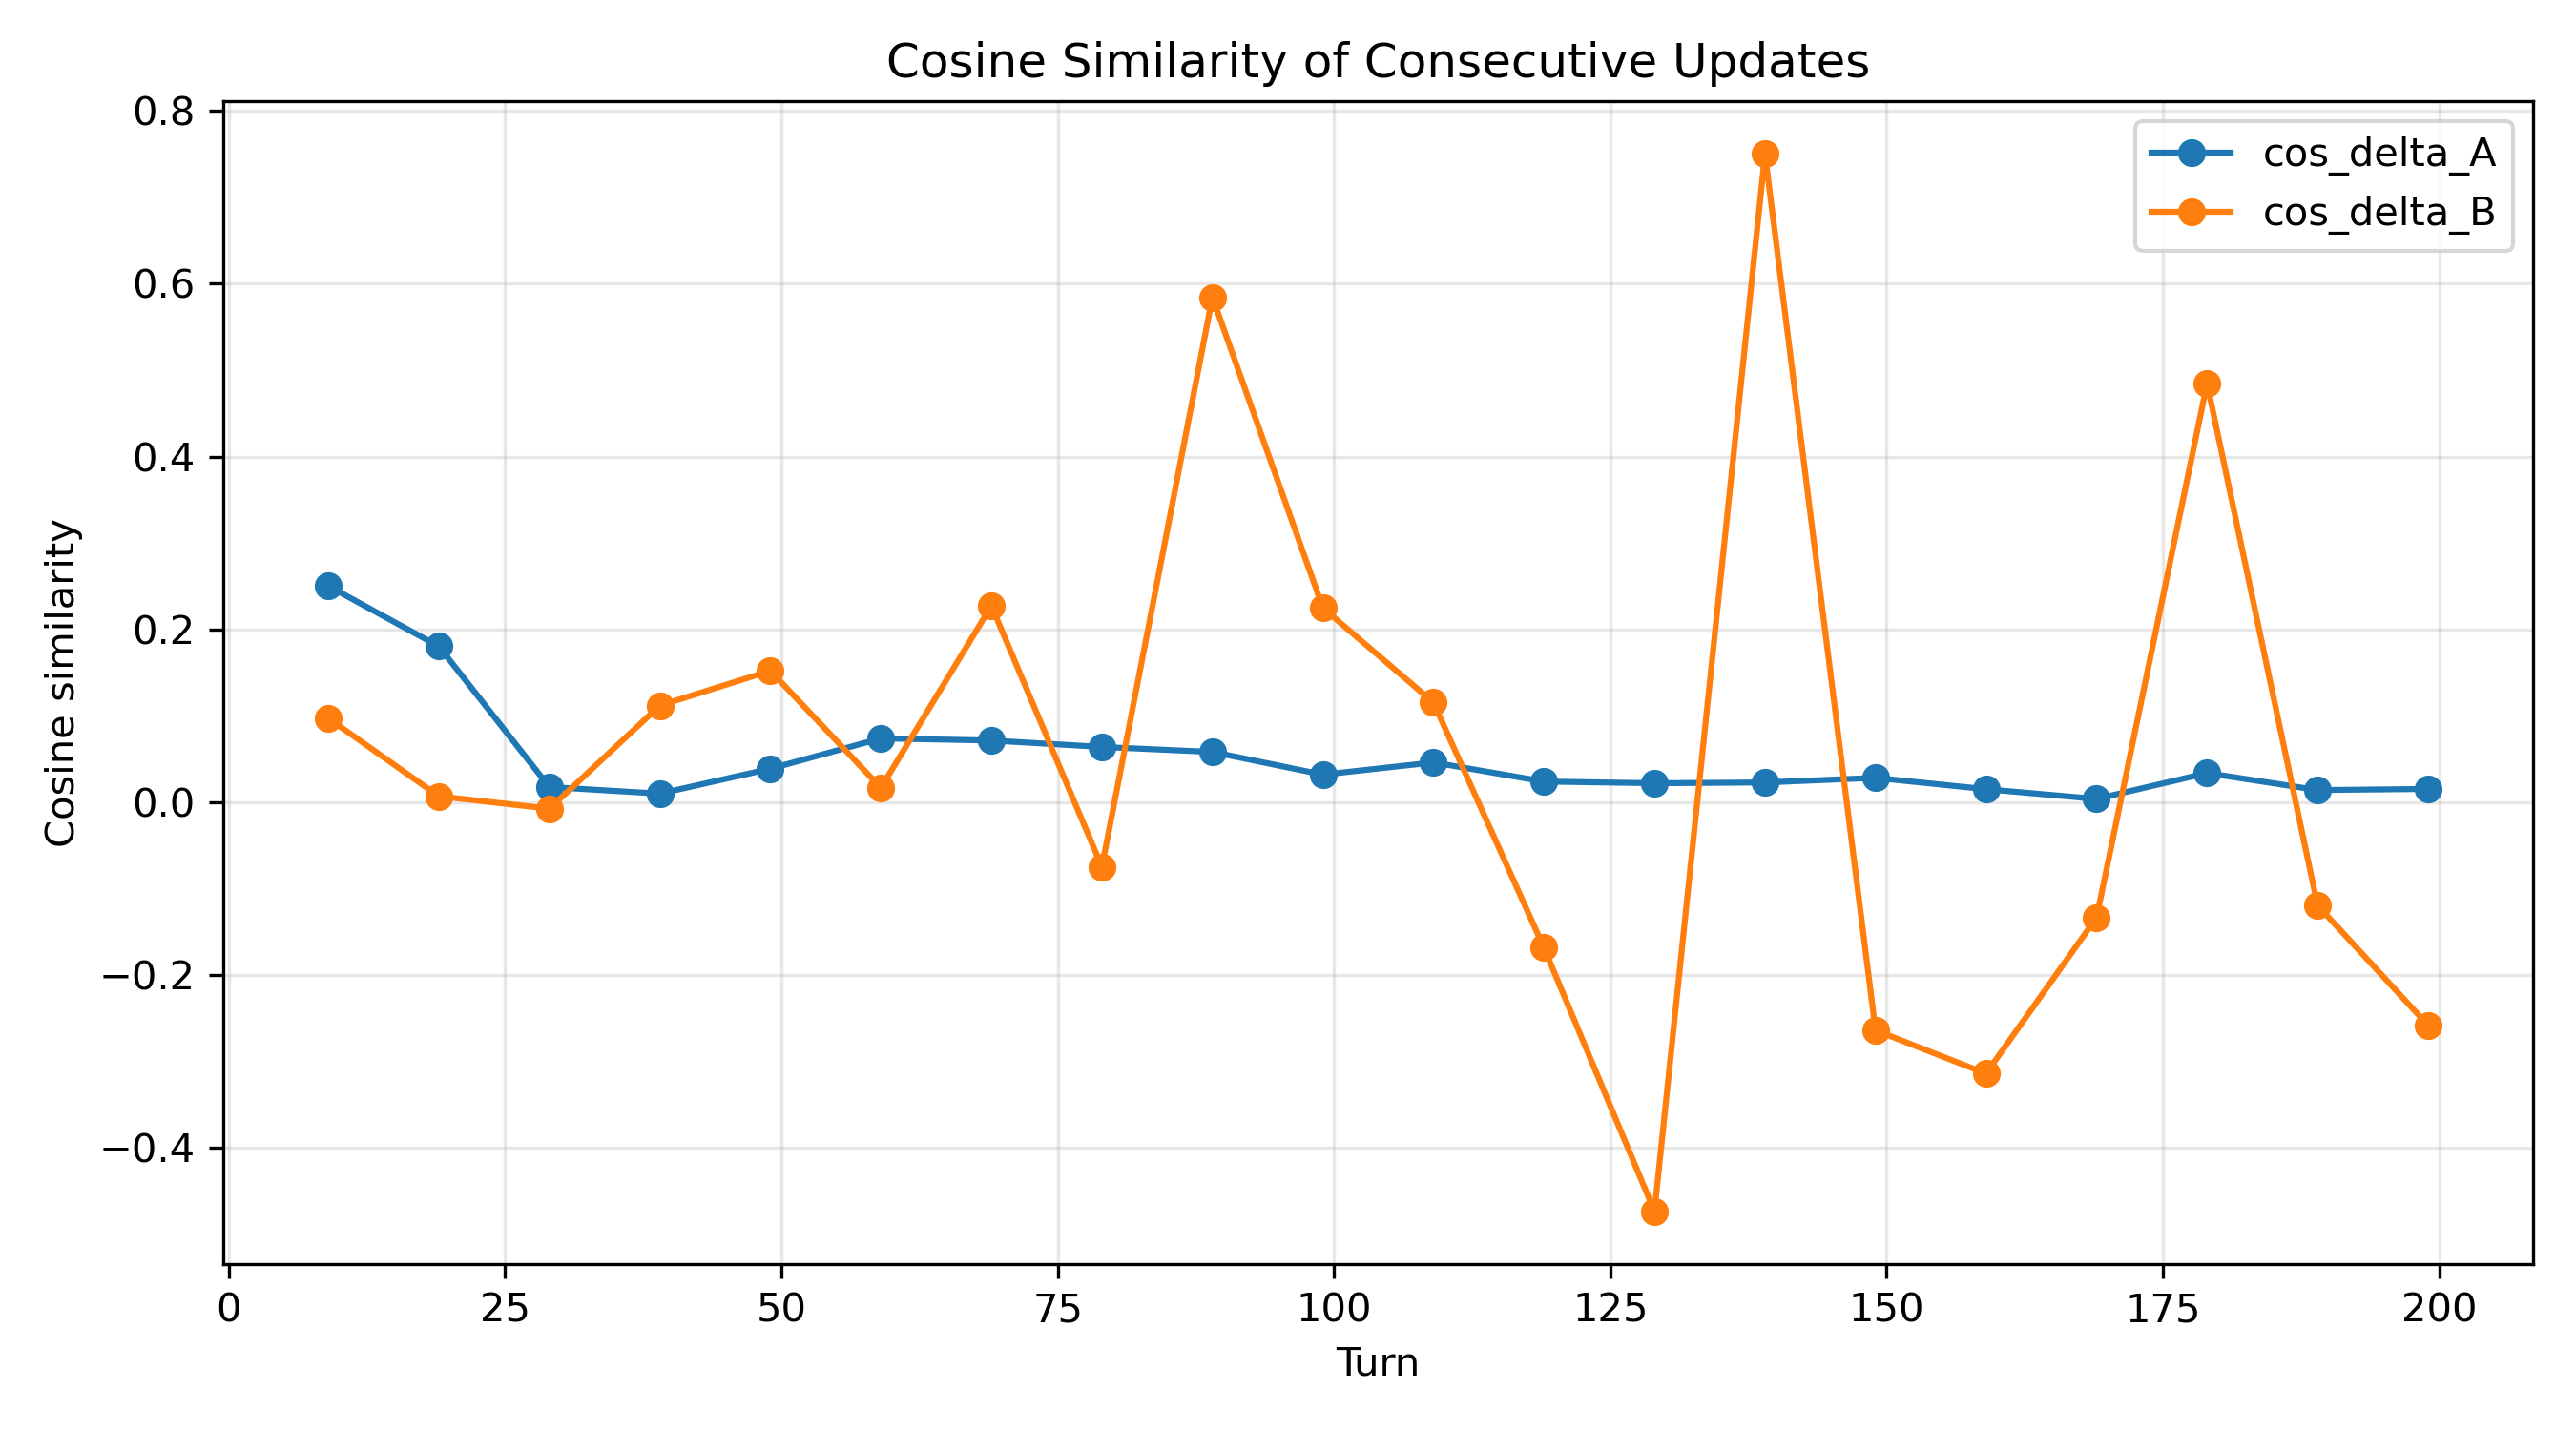 Cosine Similarity of Consecutive Updates
cos_delta_A
cos_delta_B
0.8
0.6
0.4
0.2
0.0
−0.2
−0.4
Cosine similarity
0 25 50 75 100 125 150 175 200
Turn